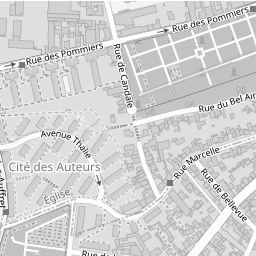 Rue des Pommiers
Rue des Pommiers
Rue de Candale
Rue du Bel Air
Avenue Thalie
Rue Marcelle
Cité des Auteurs
Rue de Bellevue
Église
Auffret